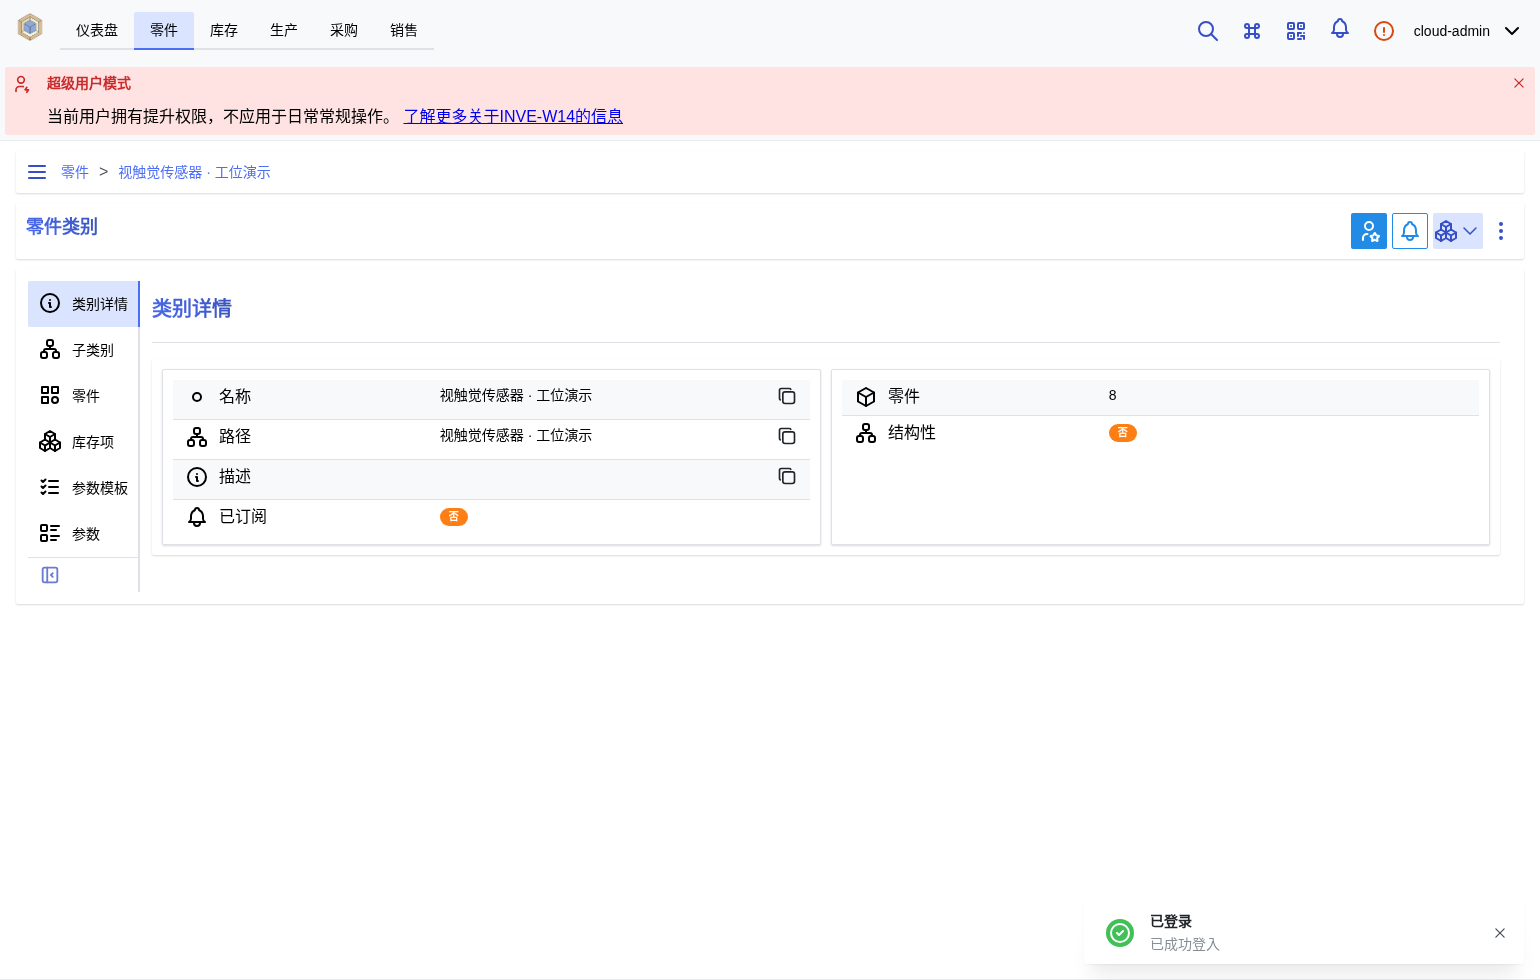 仪表盘 零件 库存 生产 采购 销售 cloud-admin
超级用户模式
当前用户拥有提升权限，不应用于日常常规操作。 了解更多关于INVE-W14的信息
零件 > 视触觉传感器 · 工位演示
零件类别
类别详情
子类别
零件
库存项
参数模板
参数
类别详情
名称 视触觉传感器 · 工位演示
路径 视触觉传感器 · 工位演示
描述
已订阅 否
零件 8
结构性 否
已登录
已成功登入